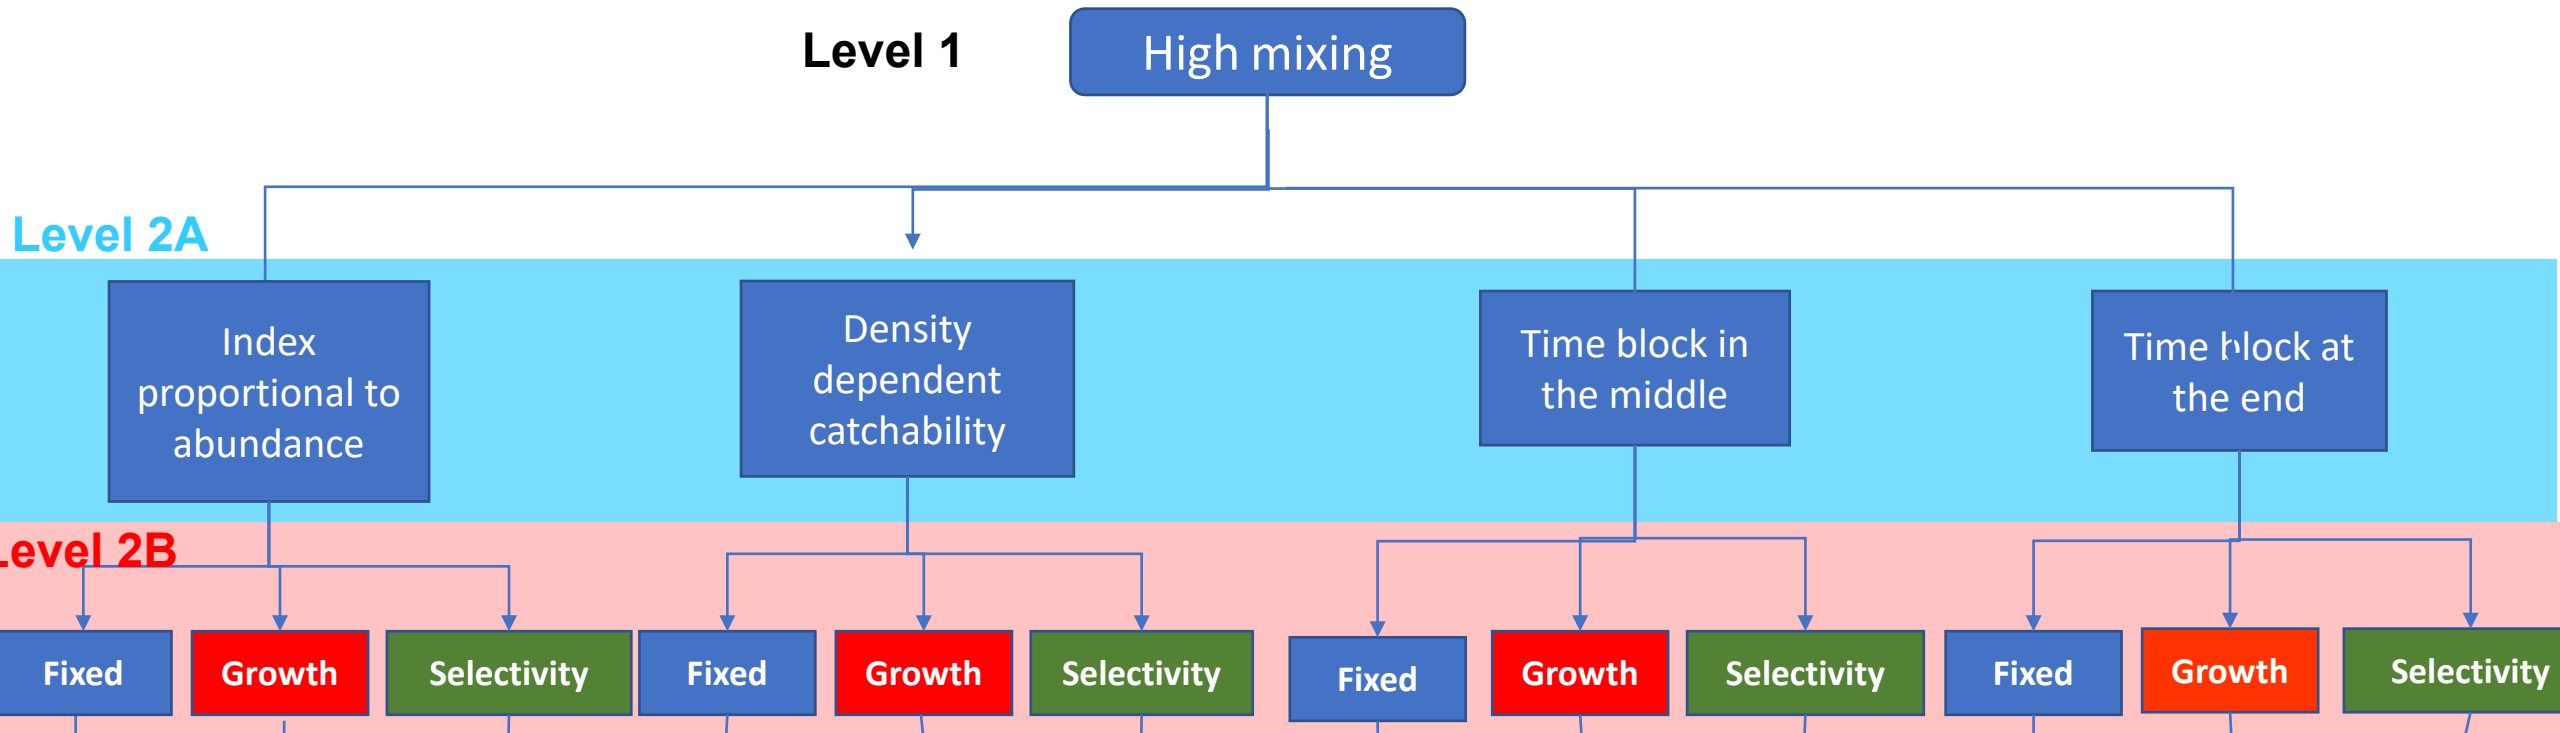 Level 1
High mixing
Level 2A
Index
proportional to
abundance
Density
dependent
catchability
Time block in
the middle
Time block at
the end
Level 2B
Fixed
Growth
Selectivity
Fixed
Growth
Selectivity
Fixed
Growth
Selectivity
Fixed
Growth
Selectivity